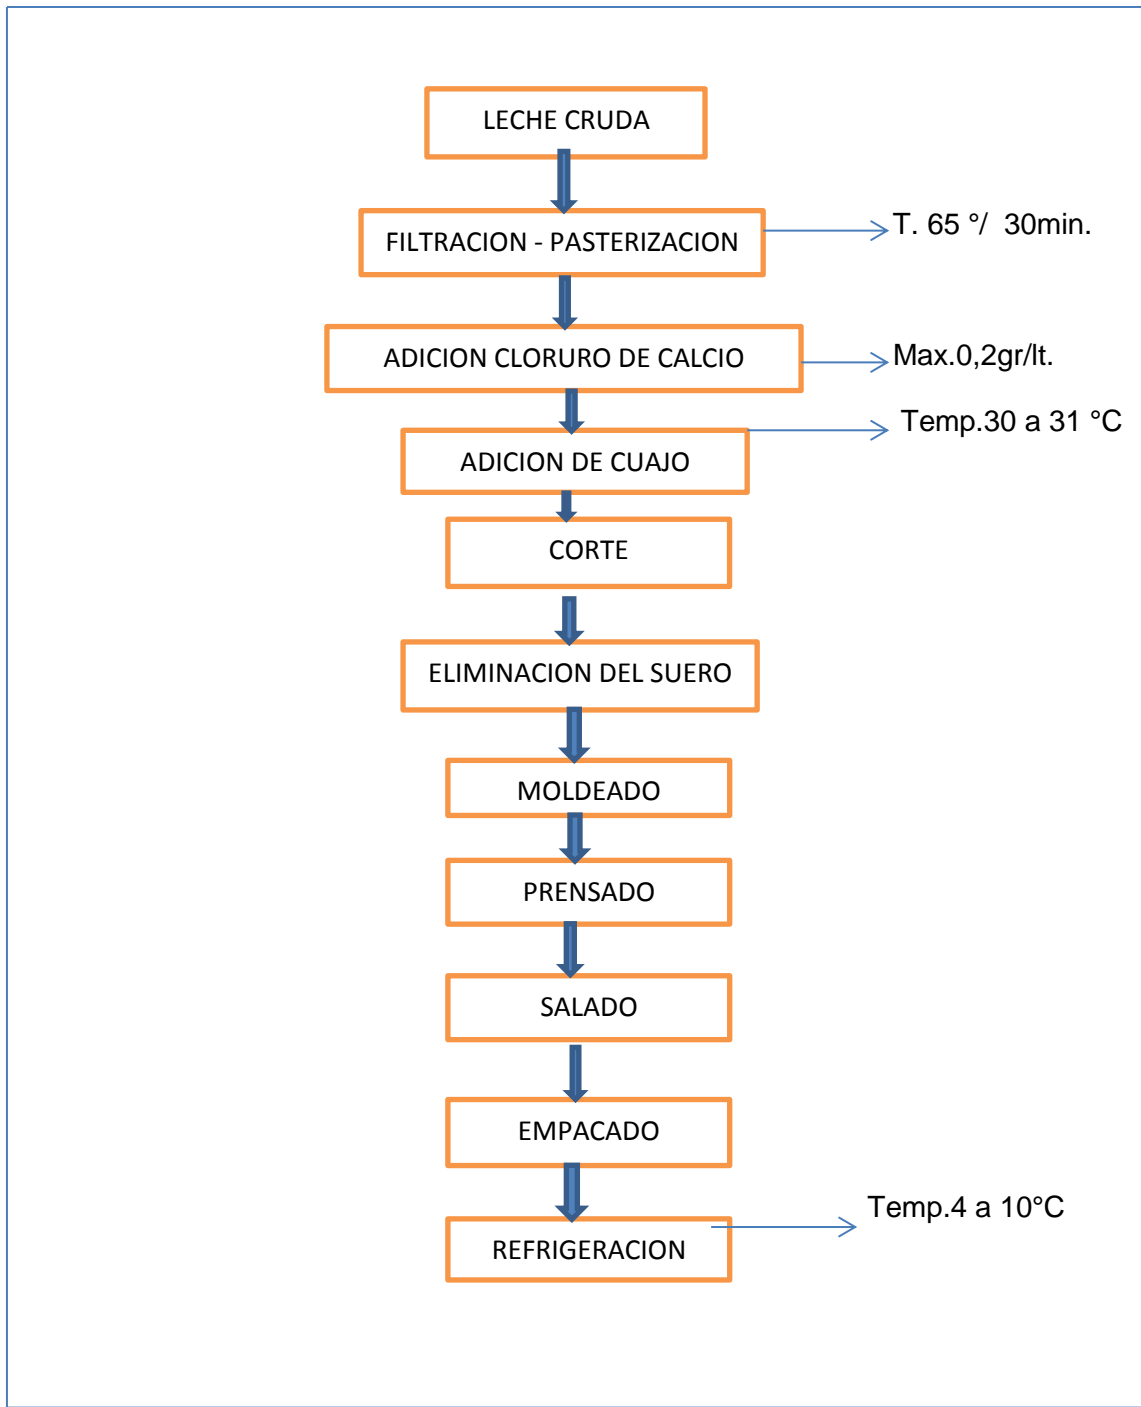 LECHE CRUDA
FILTRACION - PASTERIZACION
T. 65 °/ 30min.
ADICION CLORURO DE CALCIO
Max.0,2gr/lt.
Temp.30 a 31 °C
ADICION DE CUAJO
CORTE
ELIMINACION DEL SUERO
MOLDEADO
PRENSADO
SALADO
EMPACADO
Temp.4 a 10°C
REFRIGERACION